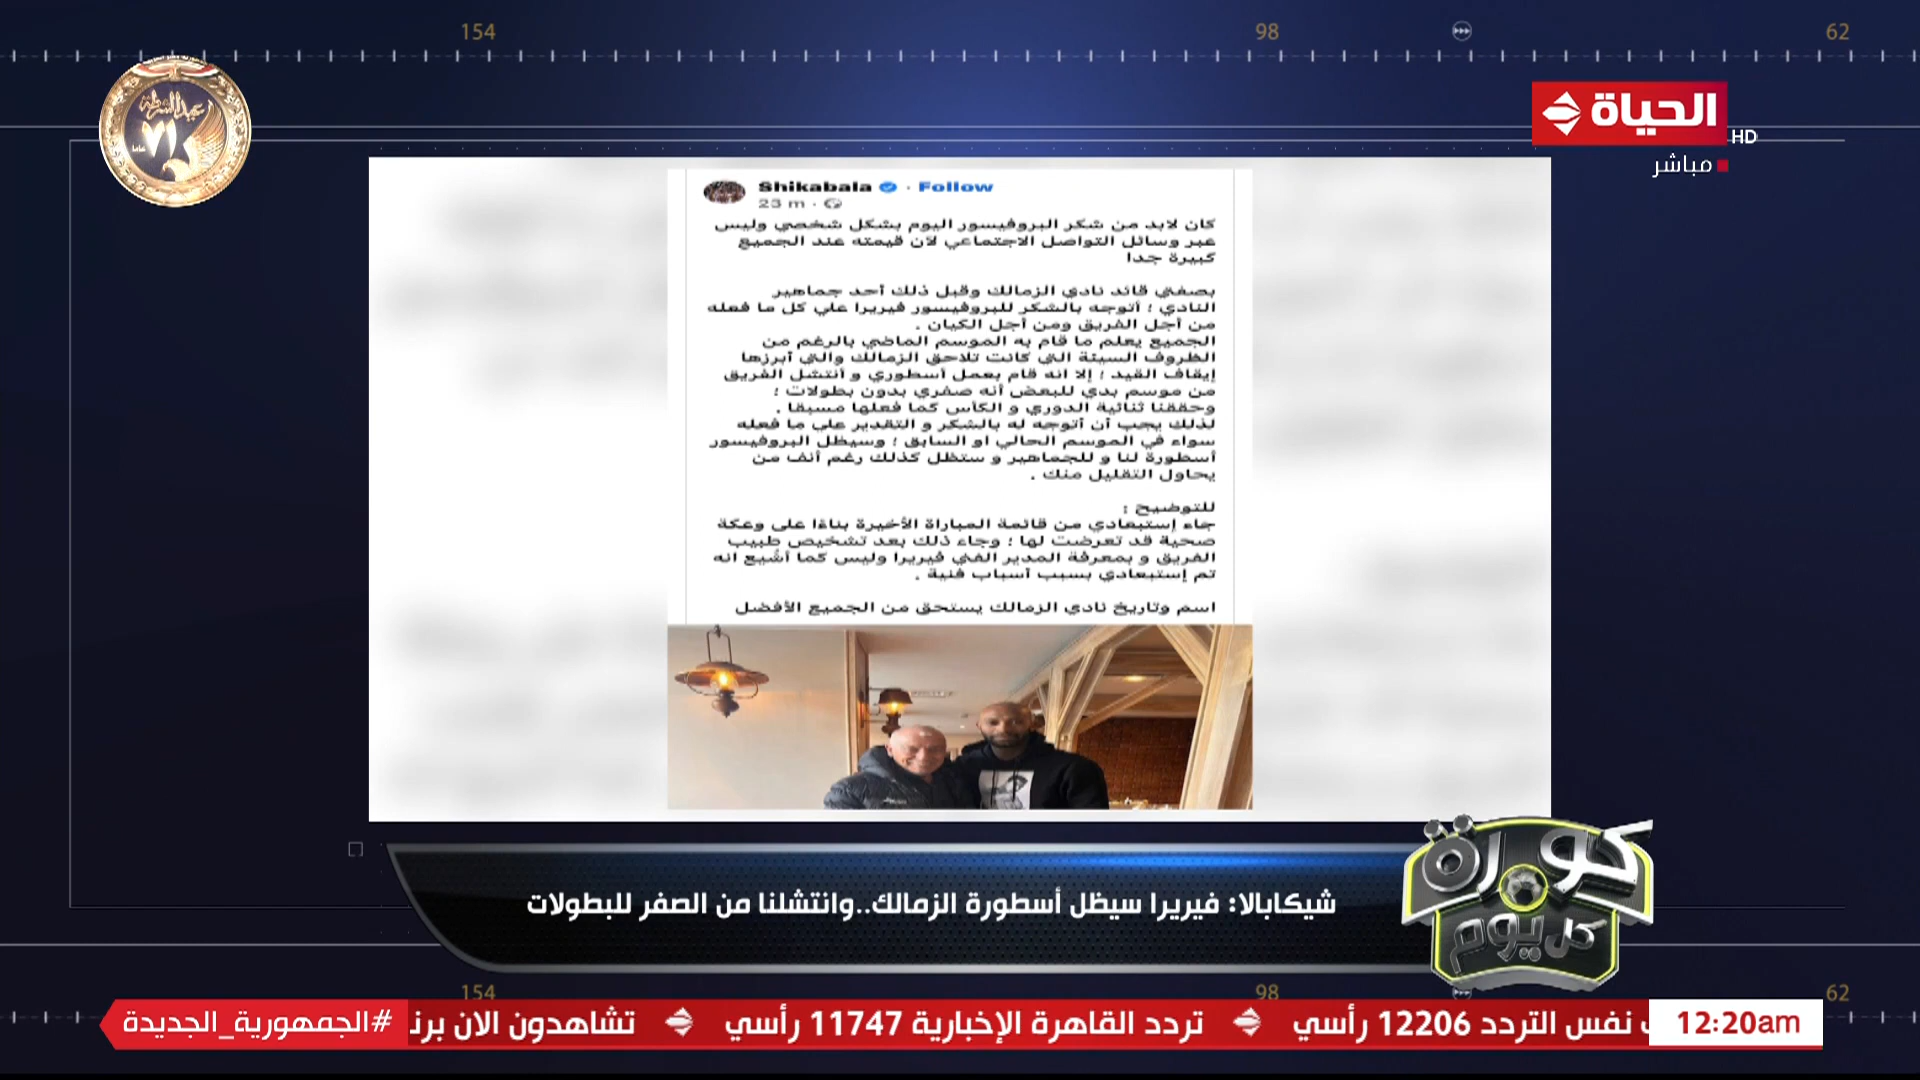 154
98
62
عيد الشرطة
٧١
عاما
الحياة
HD
مباشر
Shikabala · Follow
23 m ·
كان لابد من شكر البروفيسور اليوم بشكل شخصي وليس
عبر وسائل التواصل الاجتماعي لان قيمته عند الجميع
كبيرة جدا
بصفتي قائد نادي الزمالك وقبل ذلك أحد جماهير
النادي ؛ أتوجه بالشكر للبروفيسور فيريرا علي كل ما فعله
من أجل الفريق ومن أجل الكيان .
الجميع يعلم ما قام به الموسم الماضي بالرغم من
الظروف السيئة التي كانت تلاحق الزمالك والتي أبرزها
إيقاف القيد ؛ إلا انه قام بعمل أسطوري و أنتشل الفريق
من موسم بدي للبعض أنه صفري بدون بطولات ؛
وحققنا ثنائية الدوري و الكأس كما فعلها مسبقا .
لذلك يجب أن أتوجه له بالشكر و التقدير علي ما فعله
سواء في الموسم الحالي او السابق ؛ وسيظل البروفيسور
أسطورة لنا و للجماهير و ستظل كذلك رغم أنف من
يحاول التقليل منك .
للتوضيح :
جاء إستبعادي من قائمة المباراة الأخيرة بناءًا على وعكة
صحية قد تعرضت لها ؛ وجاء ذلك بعد تشخيص طبيب
الفريق و بمعرفة المدير الفني فيريرا وليس كما أشُيع انه
تم إستبعادي بسبب أسباب فنية .
اسم وتاريخ نادي الزمالك يستحق من الجميع الأفضل
كورة
كل يوم
شيكابالا: فيريرا سيظل أسطورة الزمالك..وانتشلنا من الصفر للبطولات
154
98
62
12:20am
نفس التردد 12206 رأسي
تردد القاهرة الإخبارية 11747 رأسي
تشاهدون الان
#الجمهورية_الجديدة